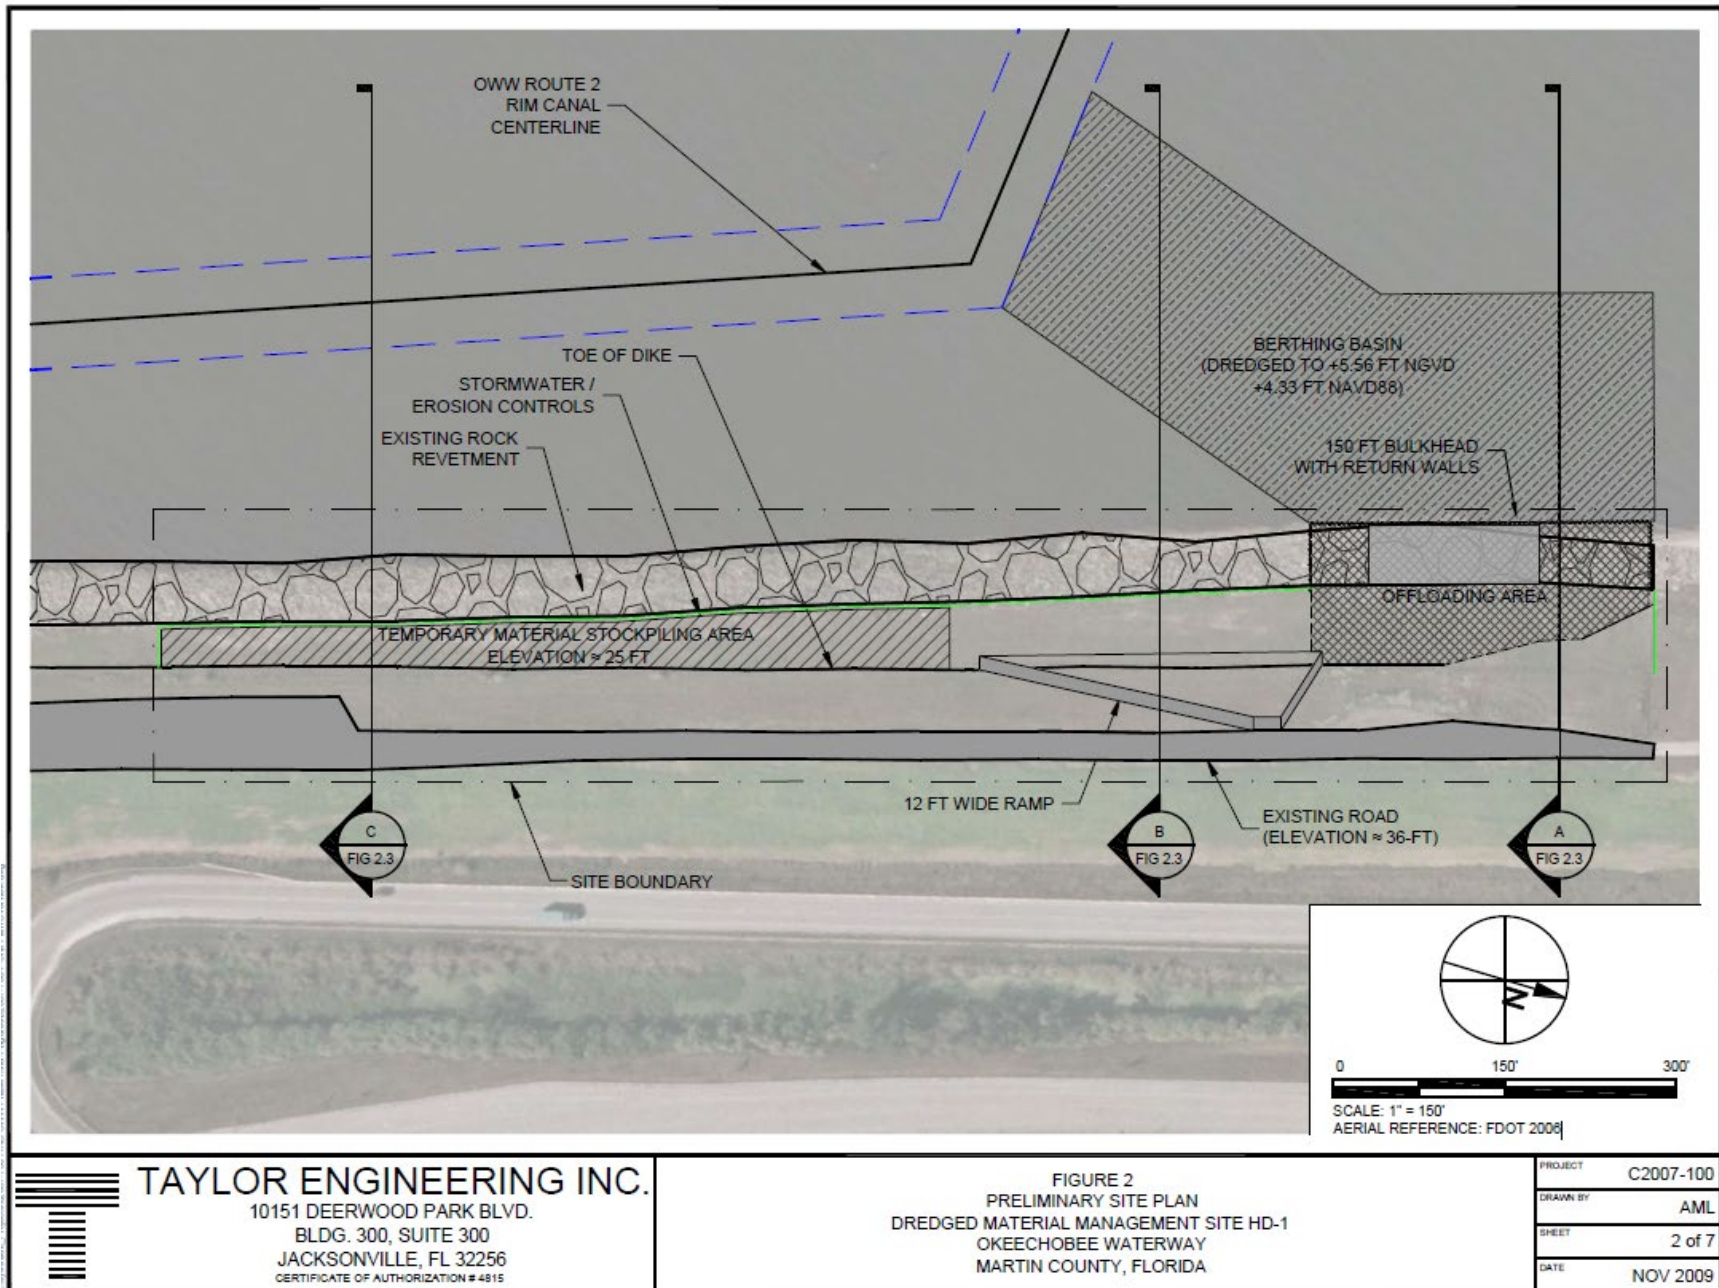 OWW ROUTE 2
RIM CANAL
CENTERLINE
TOE OF DIKE
STORMWATER /
EROSION CONTROLS
EXISTING ROCK
REVETMENT
BERTHING BASIN
(DREDGED TO +5.56 FT NGVD
+4.33 FT NAVD88)
150 FT BULKHEAD
WITH RETURN WALLS
OFFLOADING AREA
TEMPORARY MATERIAL STOCKPILING AREA
ELEVATION ≈ 25 FT
12 FT WIDE RAMP
EXISTING ROAD
(ELEVATION ≈ 36-FT)
C
FIG 2.3
B
FIG 2.3
A
FIG 2.3
SITE BOUNDARY
N
0 150' 300'
SCALE: 1" = 150'
AERIAL REFERENCE: FDOT 2006
TAYLOR ENGINEERING INC.
10151 DEERWOOD PARK BLVD.
BLDG. 300, SUITE 300
JACKSONVILLE, FL 32256
CERTIFICATE OF AUTHORIZATION # 4815
FIGURE 2
PRELIMINARY SITE PLAN
DREDGED MATERIAL MANAGEMENT SITE HD-1
OKEECHOBEE WATERWAY
MARTIN COUNTY, FLORIDA
PROJECT C2007-100
DRAWN BY AML
SHEET 2 of 7
DATE NOV 2009